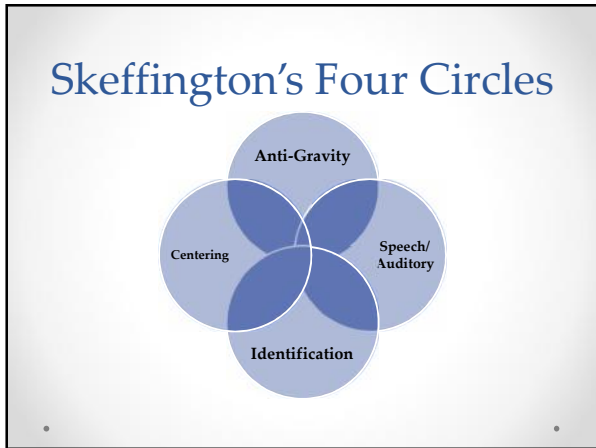 Skeffington's Four Circles
Anti-Gravity
Centering
Speech/
Auditory
Identification